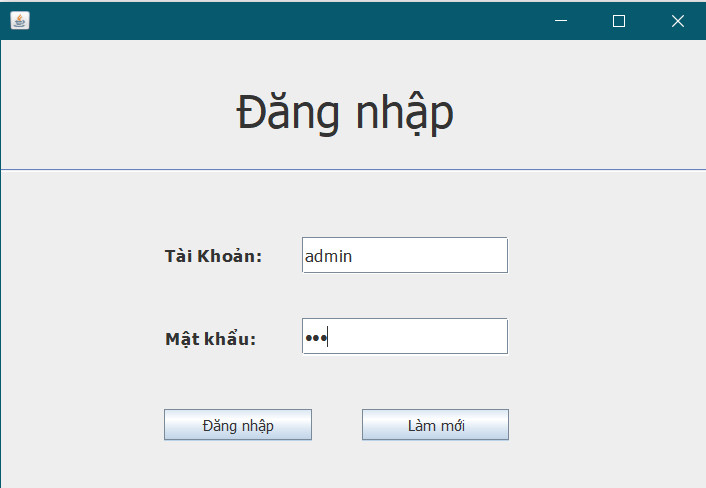 Đăng nhập
Tài Khoản: admin
Mật khẩu: •••
Đăng nhập Làm mới